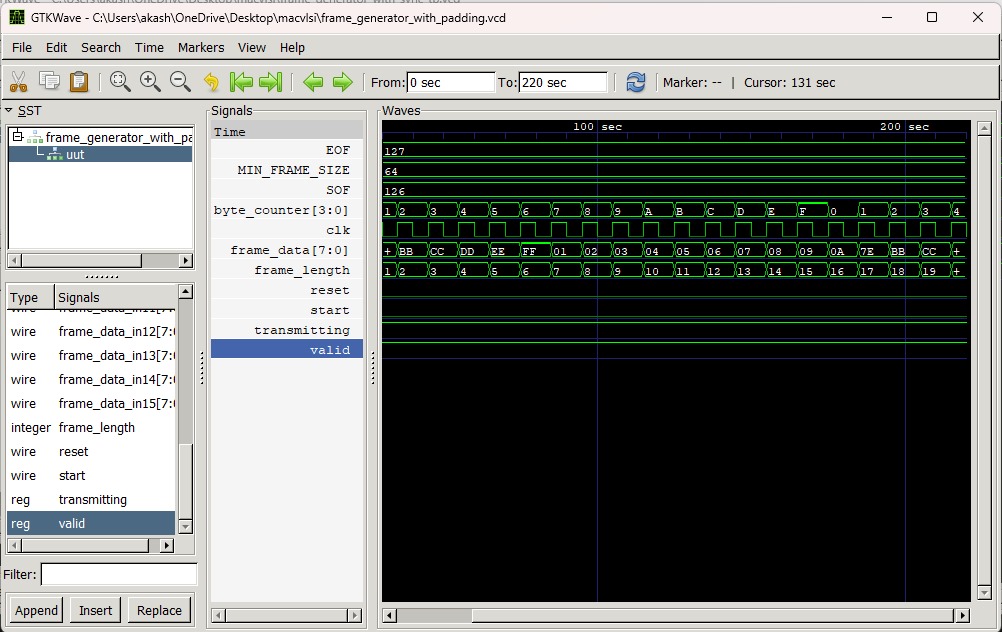 GTKWave - C:\Users\akash\OneDrive\Desktop\macvlsi\frame_generator_with_padding.vcd
File Edit Search Time Markers View Help
From: 0 sec To: 220 sec Marker: -- | Cursor: 131 sec
SST
frame_generator_with_pa
uut
Type Signals
wire frame_data_in12[7:
wire frame_data_in13[7:
wire frame_data_in14[7:
wire frame_data_in15[7:
integer frame_length
wire reset
wire start
reg transmitting
reg valid
Filter:
Append Insert Replace
Signals
Time
EOF
MIN_FRAME_SIZE
SOF
byte_counter[3:0]
clk
frame_data[7:0]
frame_length
reset
start
transmitting
valid
Waves
100 sec 200 sec
127
64
126
1 2 3 4 5 6 7 8 9 A B C D E F 0 1 2 3 4
+ BB CC DD EE FF 01 02 03 04 05 06 07 08 09 0A 7E BB CC +
1 2 3 4 5 6 7 8 9 10 11 12 13 14 15 16 17 18 19 +